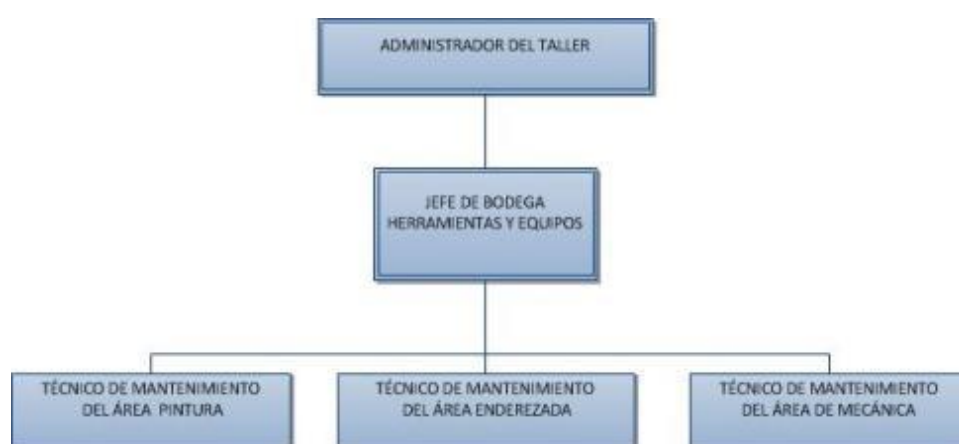 ADMINISTRADOR DEL TALLER
JEFE DE BODEGA
HERRAMIENTAS Y EQUIPOS
TÉCNICO DE MANTENIMIENTO
DEL ÁREA PINTURA
TÉCNICO DE MANTENIMIENTO
DEL ÁREA ENDEREZADA
TÉCNICO DE MANTENIMIENTO
DEL ÁREA DE MECÁNICA